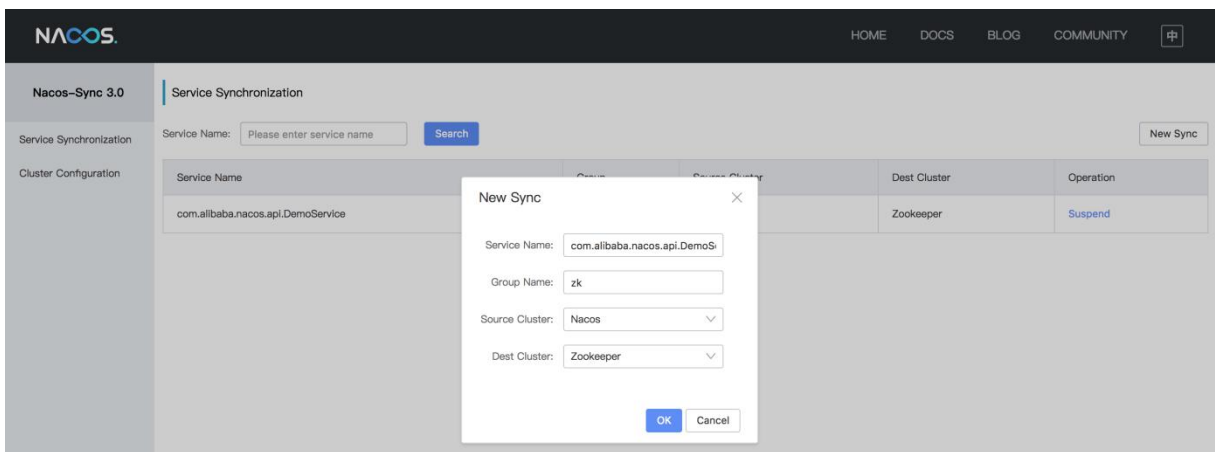 NACOS.
HOME DOCS BLOG COMMUNITY 中
Nacos-Sync 3.0
Service Synchronization
Cluster Configuration
Service Synchronization
Service Name: Please enter service name Search New Sync
Service Name Group Source Cluster Dest Cluster Operation
com.alibaba.nacos.api.DemoService Zookeeper Suspend
New Sync
Service Name: com.alibaba.nacos.api.DemoS
Group Name: zk
Source Cluster: Nacos
Dest Cluster: Zookeeper
OK Cancel